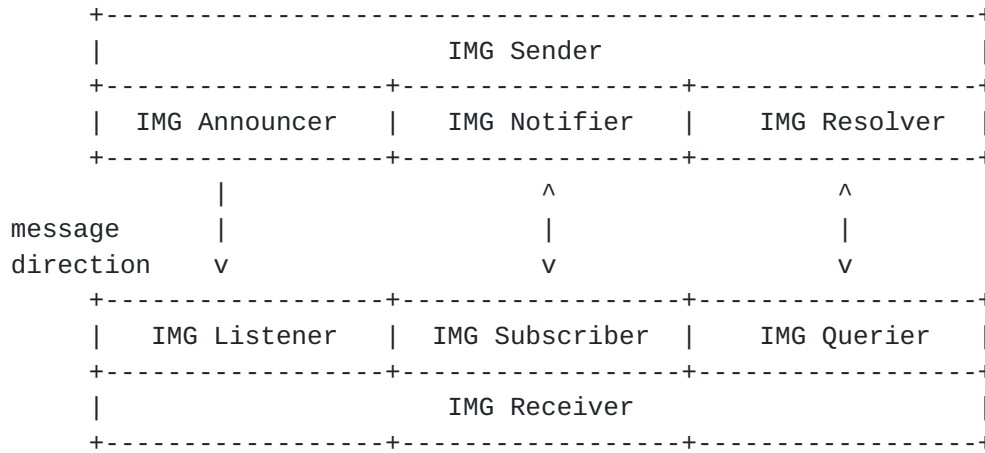 IMG Sender
IMG Announcer IMG Notifier IMG Resolver
message
direction
IMG Listener IMG Subscriber IMG Querier
IMG Receiver